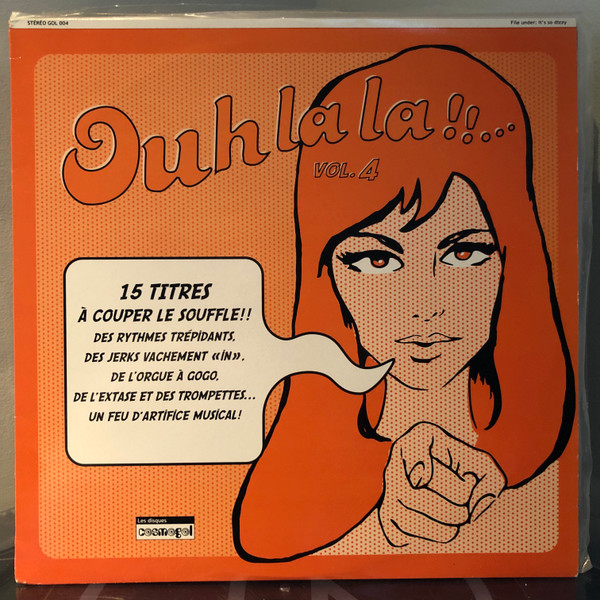 STÉRÉO GOL 004
File under: It's so dizzy
Ouh la la!!...
VOL. 4
15 TITRES
À COUPER LE SOUFFLE!!
DES RYTHMES TRÉPIDANTS,
DES JERKS VACHEMENT «IN»,
DE L'ORGUE À GOGO,
DE L'EXTASE ET DES TROMPETTES...
UN FEU D'ARTIFICE MUSICAL!
Les disques
cosmogol